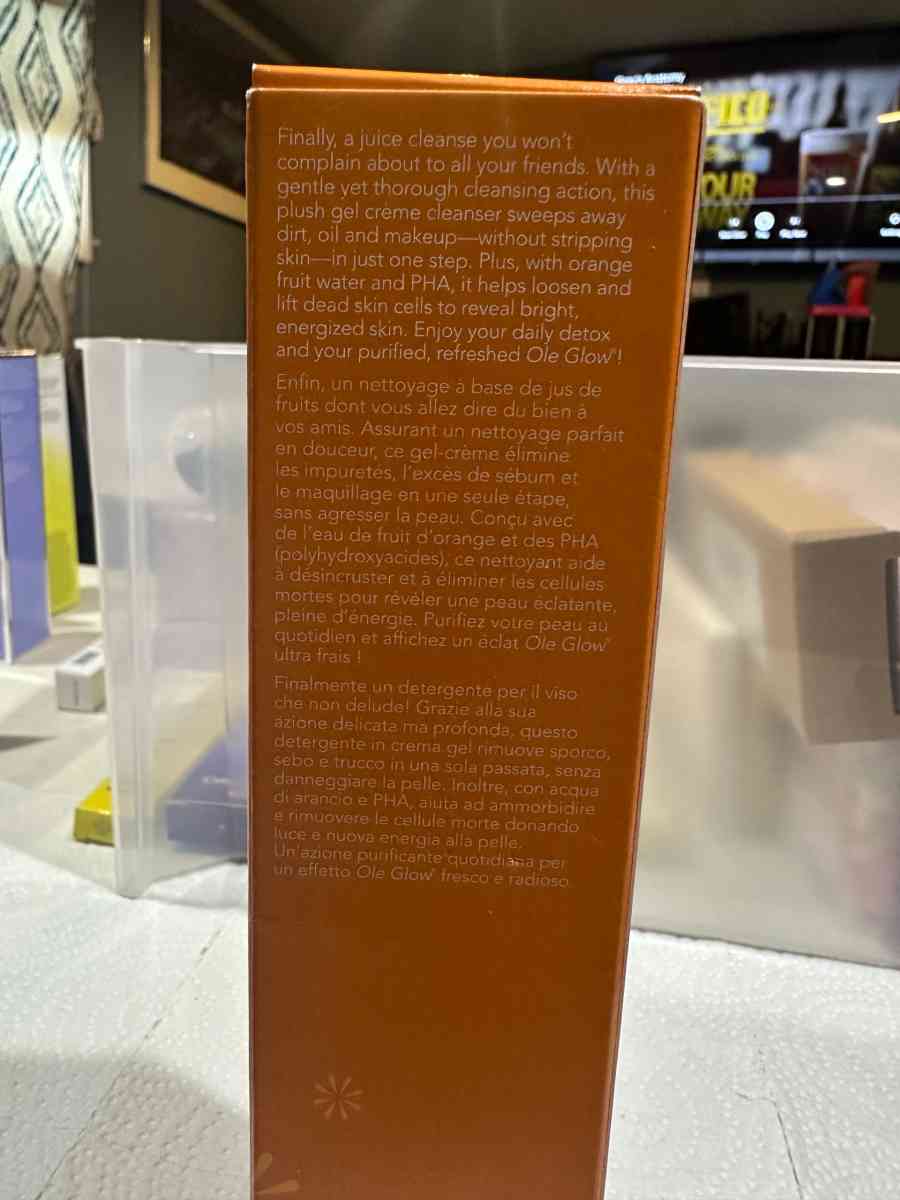 Finally, a juice cleanse you won't
complain about to all your friends. With a
gentle yet thorough cleansing action, this
plush gel crème cleanser sweeps away
dirt, oil and makeup—without stripping
skin—in just one step. Plus, with orange
fruit water and PHA, it helps loosen and
lift dead skin cells to reveal bright,
energized skin. Enjoy your daily detox
and your purified, refreshed Ole Glow®!
Enfin, un nettoyage à base de jus de
fruits dont vous allez dire du bien à
vos amis. Assurant un nettoyage parfait
en douceur, ce gel-crème élimine
les impuretés, l'excès de sébum et
le maquillage en une seule étape,
sans agresser la peau. Conçu avec
de l'eau de fruit d'orange et des PHA
(polyhydroxyacides), ce nettoyant aide
à désincruster et à éliminer les cellules
mortes pour révéler une peau éclatante,
pleine d'énergie. Purifiez votre peau au
quotidien et affichez un éclat Ole Glow®
ultra frais !
Finalmente un detergente per il viso
che non delude! Grazie alla sua
azione delicata ma profonda, questo
detergente in crema gel rimuove sporco,
sebo e trucco in una sola passata, senza
danneggiare la pelle. Inoltre, con acqua
di arancio e PHA, aiuta ad ammorbidire
e rimuovere le cellule morte donando
luce e nuova energia alla pelle.
Un'azione purificante quotidiana per
un effetto Ole Glow® fresco e radioso.
OUR